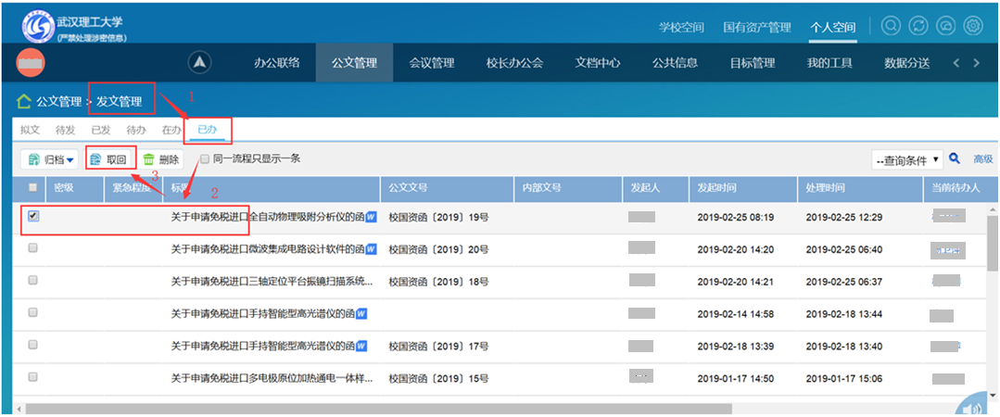 武汉理工大学
(严禁处理涉密信息)
学校空间 国有资产管理 个人空间
办公联络 公文管理 会议管理 校长办公会 文档中心 公共信息 目标管理 我的工具 数据分送
公文管理 > 发文管理
1
拟文 待发 已发 待办 在办 已办
归档 取回 删除 同一流程只显示一条 --查询条件 高级
3
2
密级 紧急程度 标 公文文号 内部文号 发起人 发起时间 处理时间 当前待办人
关于申请免税进口全自动物理吸附分析仪的函 校国资函〔2019〕19号 2019-02-25 08:19 2019-02-25 12:29
关于申请免税进口微波集成电路设计软件的函 校国资函〔2019〕20号 2019-02-20 14:20 2019-02-25 06:40
关于申请免税进口三轴定位平台振镜扫描系统... 校国资函〔2019〕18号 2019-02-20 14:21 2019-02-25 06:37
关于申请免税进口手持智能型高光谱仪的函 2019-02-14 14:58 2019-02-18 13:44
关于申请免税进口手持智能型高光谱仪的函 校国资函〔2019〕17号 2019-02-18 13:39 2019-02-18 13:40
关于申请免税进口多电极原位加热通电一体样... 校国资函〔2019〕15号 2019-01-17 14:50 2019-01-17 15:06